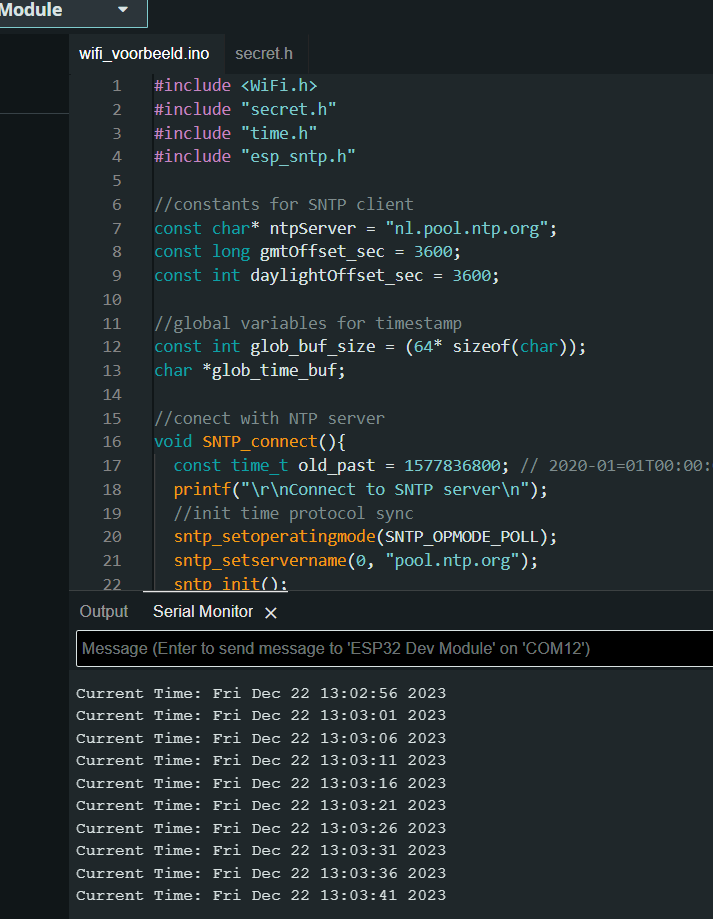 Module
wifi_voorbeeld.ino secret.h
1 #include <WiFi.h>
2 #include "secret.h"
3 #include "time.h"
4 #include "esp_sntp.h"
5
6 //constants for SNTP client
7 const char* ntpServer = "nl.pool.ntp.org";
8 const long gmtOffset_sec = 3600;
9 const int daylightOffset_sec = 3600;
10
11 //global variables for timestamp
12 const int glob_buf_size = (64* sizeof(char));
13 char *glob_time_buf;
14
15 //conect with NTP server
16 void SNTP_connect(){
17 const time_t old_past = 1577836800; // 2020-01=01T00:00:
18 printf("\r\nConnect to SNTP server\n");
19 //init time protocol sync
20 sntp_setoperatingmode(SNTP_OPMODE_POLL);
21 sntp_setservername(0, "pool.ntp.org");
22 sntp_init();
Output Serial Monitor
Message (Enter to send message to 'ESP32 Dev Module' on 'COM12')
Current Time: Fri Dec 22 13:02:56 2023
Current Time: Fri Dec 22 13:03:01 2023
Current Time: Fri Dec 22 13:03:06 2023
Current Time: Fri Dec 22 13:03:11 2023
Current Time: Fri Dec 22 13:03:16 2023
Current Time: Fri Dec 22 13:03:21 2023
Current Time: Fri Dec 22 13:03:26 2023
Current Time: Fri Dec 22 13:03:31 2023
Current Time: Fri Dec 22 13:03:36 2023
Current Time: Fri Dec 22 13:03:41 2023